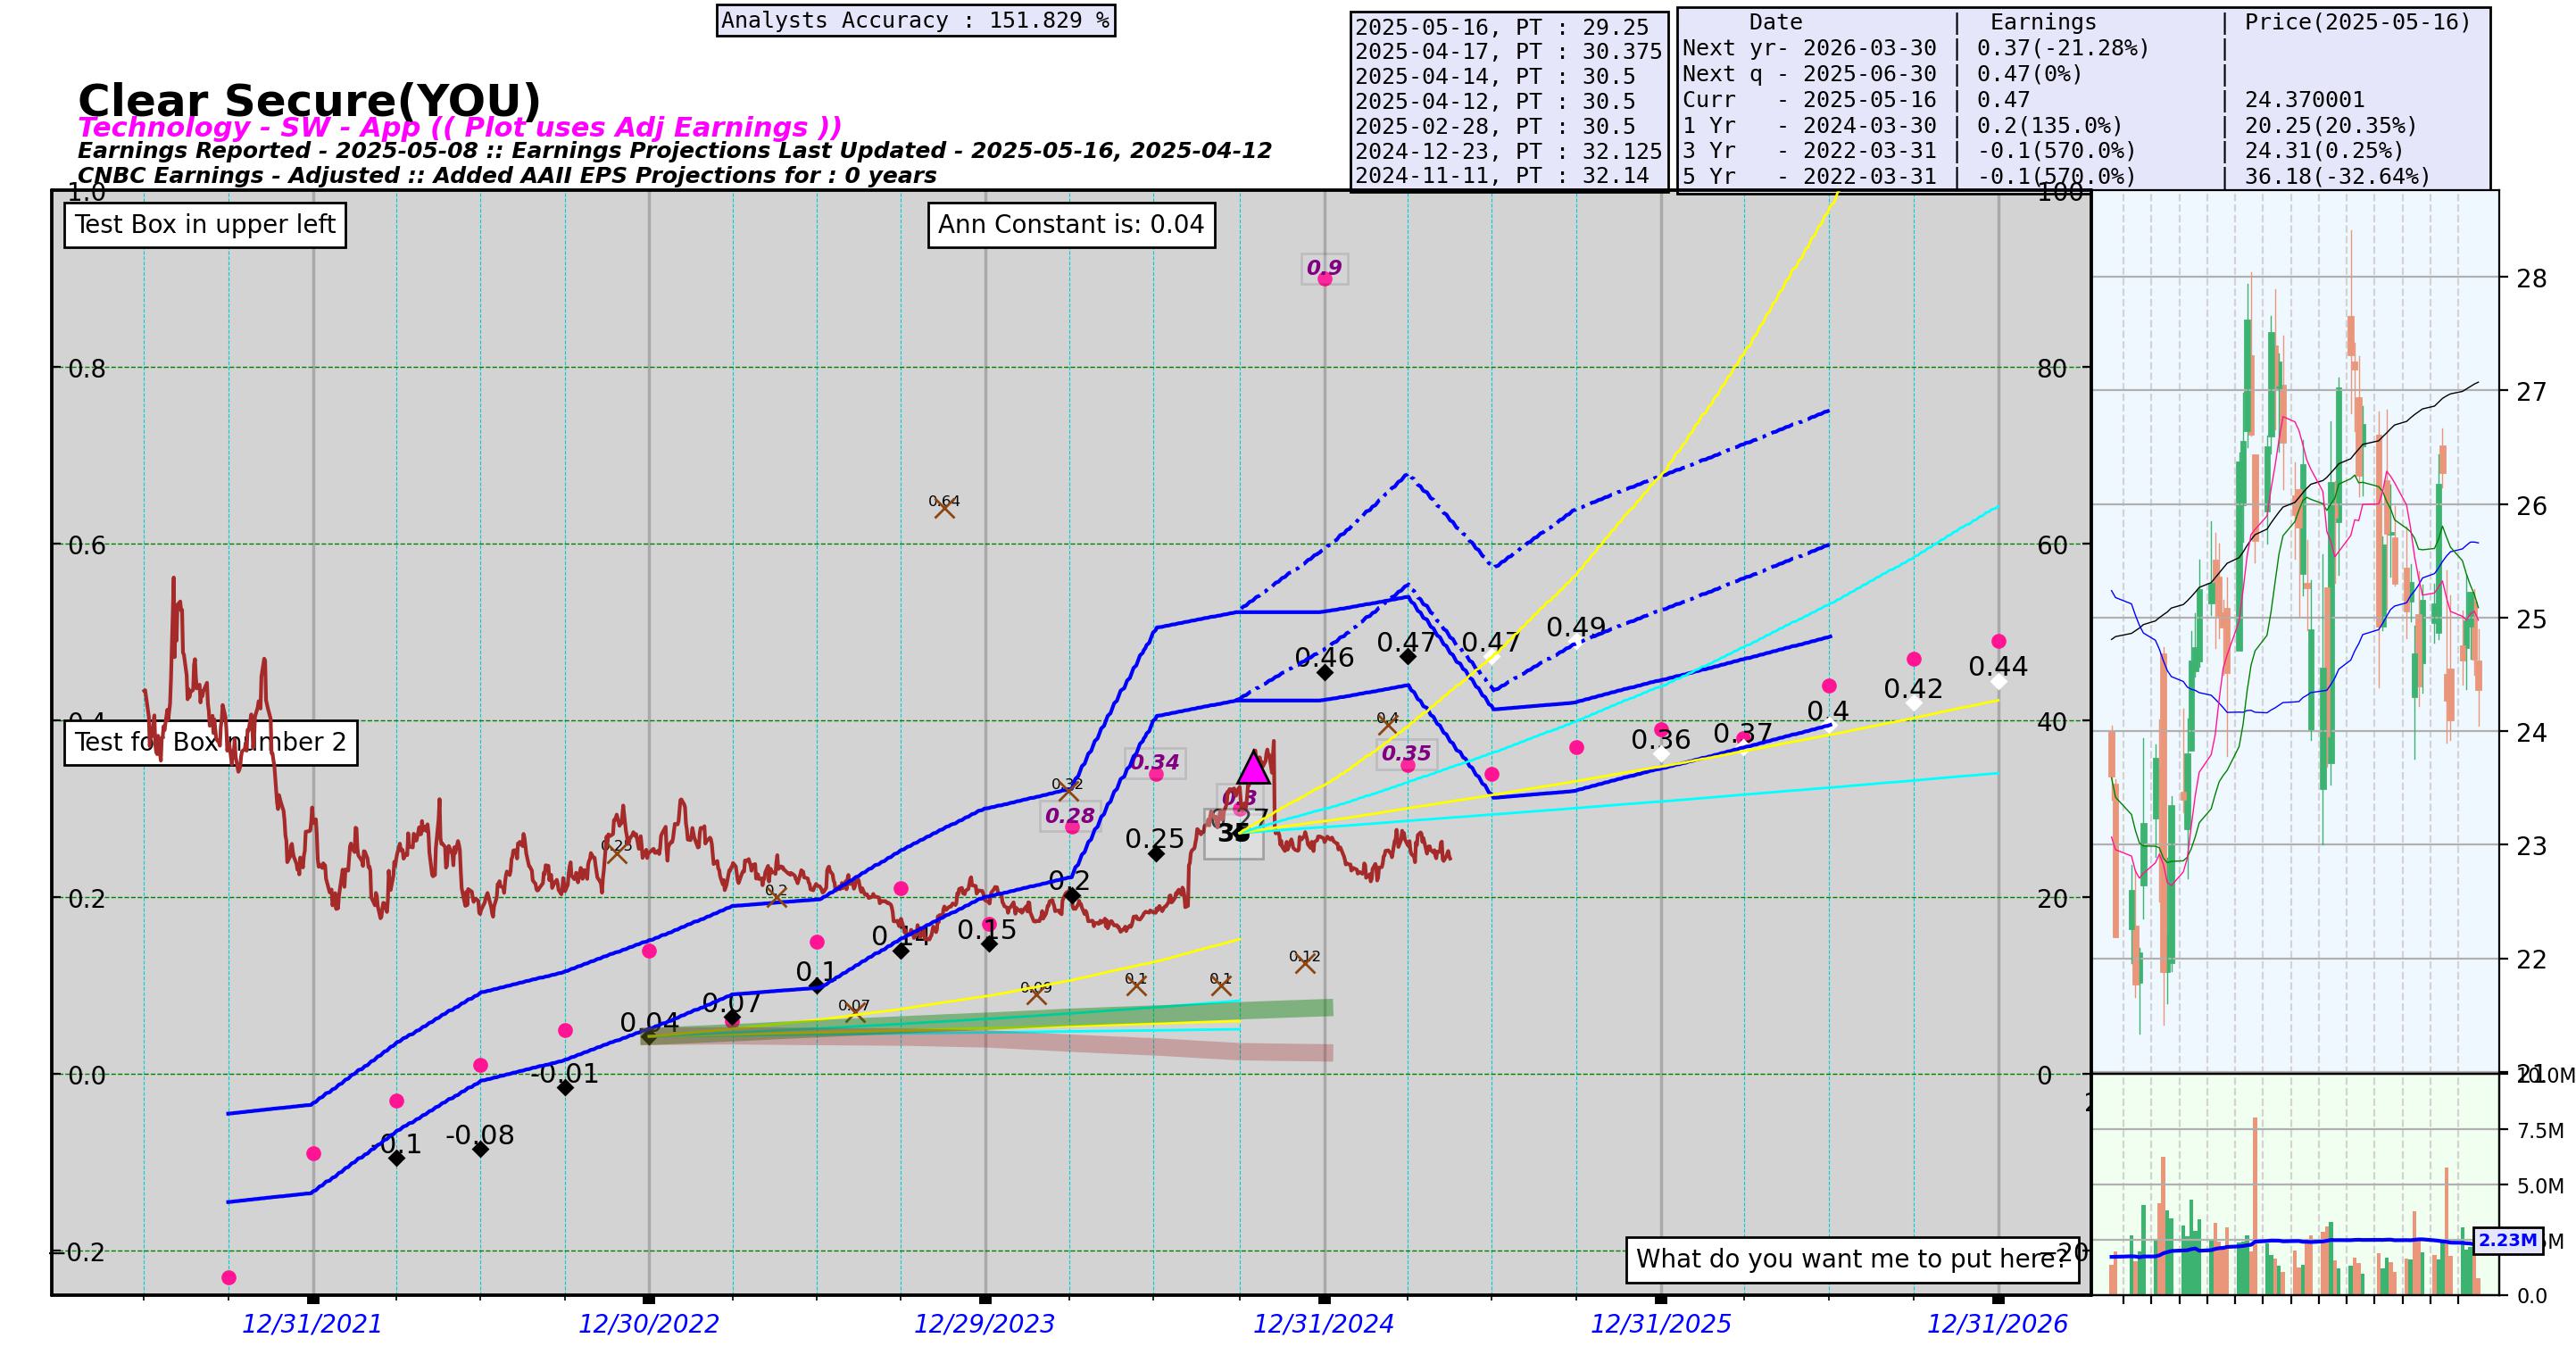 Analysts Accuracy : 151.829 %
2025-05-16, PT : 29.25
2025-04-17, PT : 30.375
2025-04-14, PT : 30.5
2025-04-12, PT : 30.5
2025-02-28, PT : 30.5
2024-12-23, PT : 32.125
2024-11-11, PT : 32.14
Date | Earnings | Price(2025-05-16)
Next yr- 2026-03-30 | 0.37(-21.28%) |
Next q - 2025-06-30 | 0.47(0%) |
Curr - 2025-05-16 | 0.47 | 24.370001
1 Yr - 2024-03-30 | 0.2(135.0%) | 20.25(20.35%)
3 Yr - 2022-03-31 | -0.1(570.0%) | 24.31(0.25%)
5 Yr - 2022-03-31 | -0.1(570.0%) | 36.18(-32.64%)
Clear Secure(YOU)
Technology - SW - App (( Plot uses Adj Earnings ))
Earnings Reported - 2025-05-08 :: Earnings Projections Last Updated - 2025-05-16, 2025-04-12
CNBC Earnings - Adjusted :: Added AAII EPS Projections for : 0 years
Test Box in upper left
Ann Constant is: 0.04
Test for Box number 2
What do you want me to put here?
1.0
0.8
0.6
0.4
0.2
0.0
−0.2
100
80
60
40
20
0
−20
-0.1
-0.08
-0.01
0.04
0.07
0.1
0.14
0.15
0.2
0.25
0.27
0.46
0.47
0.47
0.49
0.36
0.37
0.4
0.42
0.44
0.28
0.34
0.3
0.9
0.35
35
0.25
0.2
0.07
0.64
0.09
0.32
0.1
0.1
0.12
0.4
28
27
26
25
24
23
22
21
10.0M
7.5M
5.0M
0.0
2.23M
12/31/2021
12/30/2022
12/29/2023
12/31/2024
12/31/2025
12/31/2026